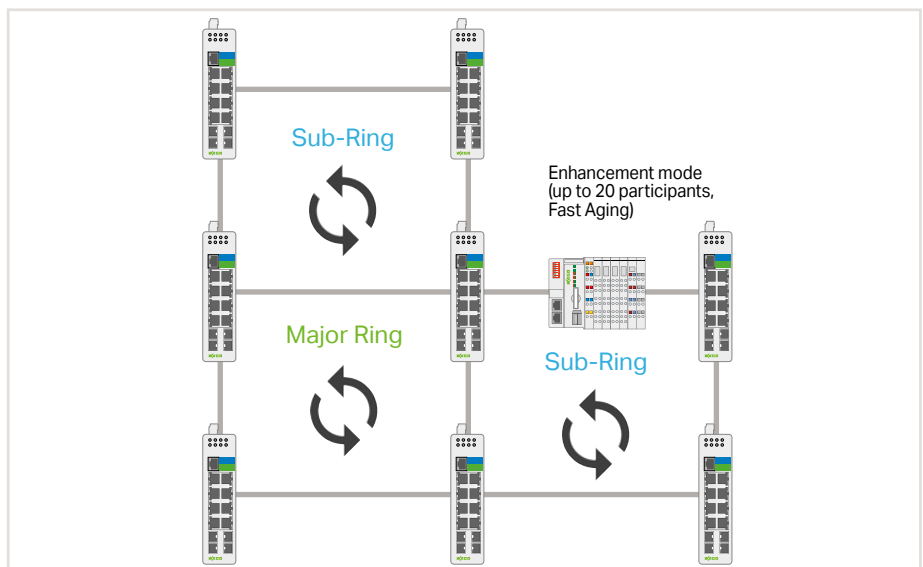 Sub-Ring
Enhancement mode
(up to 20 participants,
Fast Aging)
Major Ring
Sub-Ring